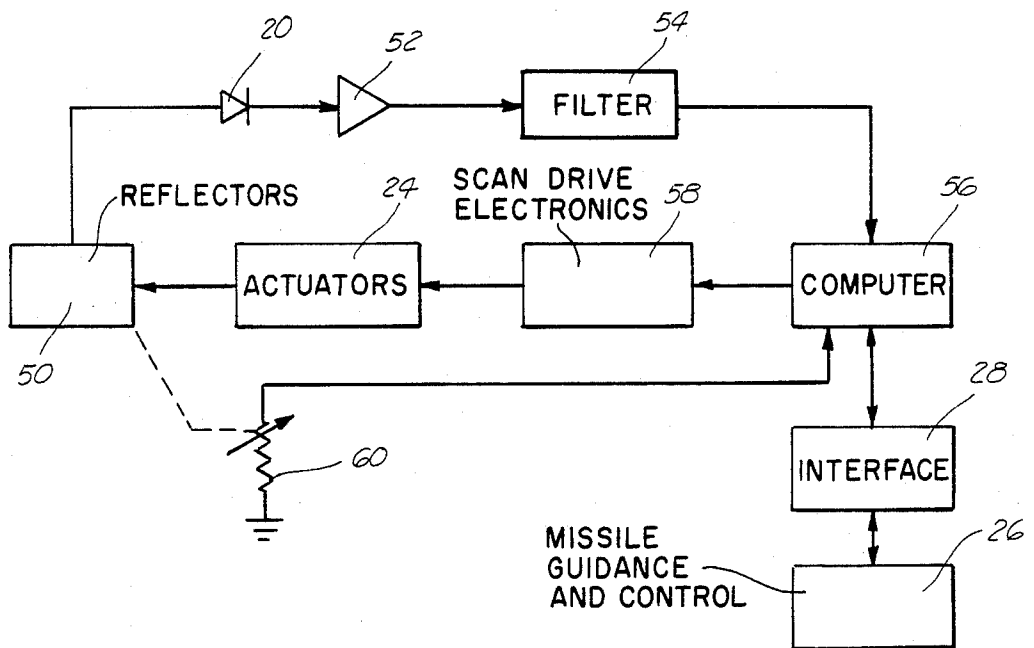 20
52
54
FILTER
REFLECTORS
24
SCAN DRIVE
ELECTRONICS
58
56
ACTUATORS
COMPUTER
50
28
60
INTERFACE
MISSILE
GUIDANCE
AND CONTROL
26